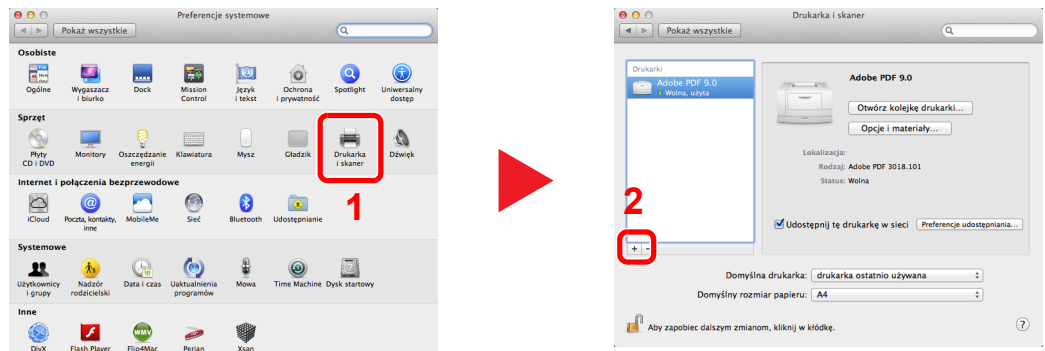 Preferencje systemowe
Pokaż wszystkie
Osobiste
Ogólne
Wygaszacz i biurko
Dock
Mission Control
Język i tekst
Ochrona i prywatność
Spotlight
Uniwersalny dostęp
Sprzęt
Płyty CD i DVD
Monitory
Oszczędzanie energii
Klawiatura
Mysz
Gładzik
Drukarka i skaner
Dźwięk
1
Internet i połączenia bezprzewodowe
iCloud
Poczta, kontakty, inne
MobileMe
Sieć
Bluetooth
Udostępnianie
Systemowe
Użytkownicy i grupy
Nadzór rodzicielski
Data i czas
Uaktualnienia programów
Mowa
Time Machine
Dysk startowy
Inne
DivX
Flash Player
WMV
Flip4Mac
Perian
Xsan
Drukarka i skaner
Pokaż wszystkie
Drukarki
Adobe PDF 9.0
Wolna, użyta
2
+ −
Adobe PDF 9.0
Otwórz kolejkę drukarki...
Opcje i materiały...
Lokalizacja:
Rodzaj: Adobe PDF 3018.101
Status: Wolna
Udostępnij tę drukarkę w sieci
Preferencje udostępniania...
Domyślna drukarka: drukarka ostatnio używana
Domyślny rozmiar papieru: A4
Aby zapobiec dalszym zmianom, kliknij w kłódkę.
?